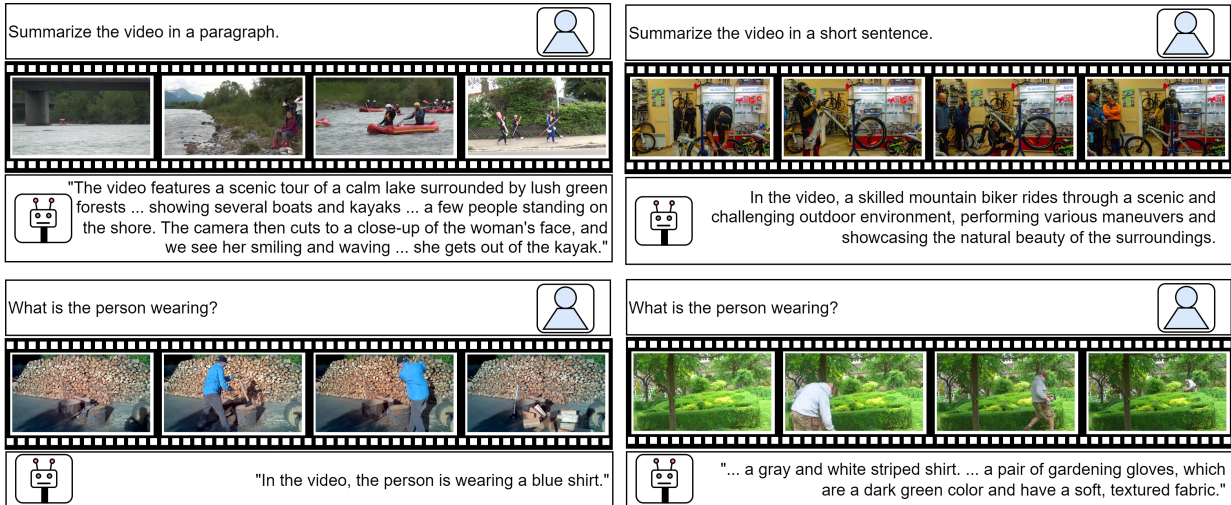 Summarize the video in a paragraph.
"The video features a scenic tour of a calm lake surrounded by lush green
forests ... showing several boats and kayaks ... a few people standing on
the shore. The camera then cuts to a close-up of the woman's face, and
we see her smiling and waving ... she gets out of the kayak."
Summarize the video in a short sentence.
In the video, a skilled mountain biker rides through a scenic and
challenging outdoor environment, performing various maneuvers and
showcasing the natural beauty of the surroundings.
What is the person wearing?
"In the video, the person is wearing a blue shirt."
What is the person wearing?
"... a gray and white striped shirt. ... a pair of gardening gloves, which
are a dark green color and have a soft, textured fabric."